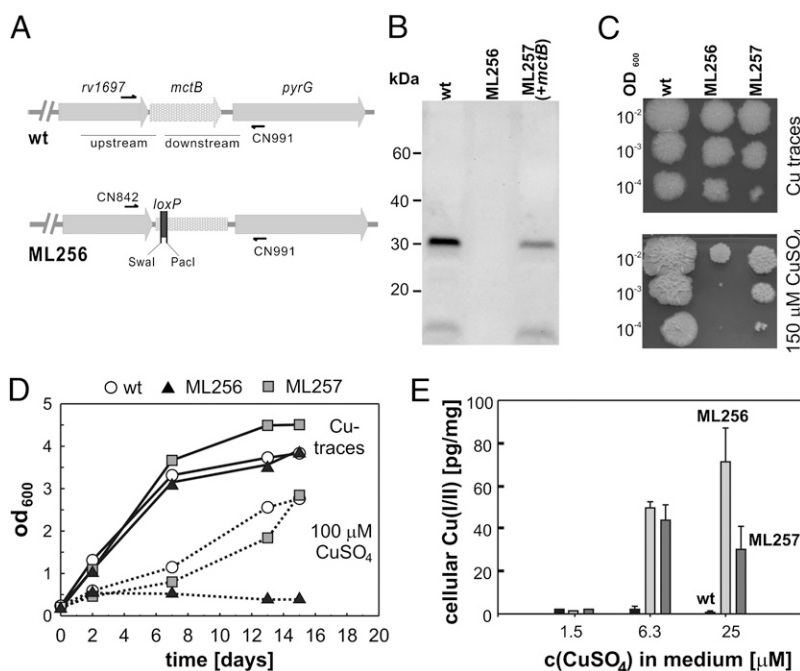 A
rv1697
mctB
pyrG
wt
upstream
downstream
CN991
CN842
loxP
ML256
SwaI
PacI
CN991
B
kDa
wt
ML256
ML257
(+mctB)
60
40
30
20
C
OD 600
wt
ML256
ML257
10-2
10-3
10-4
Cu traces
10-2
10-3
10-4
150 µM CuSO4
D
wt
ML256
ML257
od600
5
4
3
2
1
0
Cu-
traces
100 µM
CuSO4
0 2 4 6 8 10 12 14 16 18 20
time [days]
E
cellular Cu(I/II) [pg/mg]
100
80
60
40
20
0
ML256
ML257
wt
1.5 6.3 25
c(CuSO4) in medium [µM]